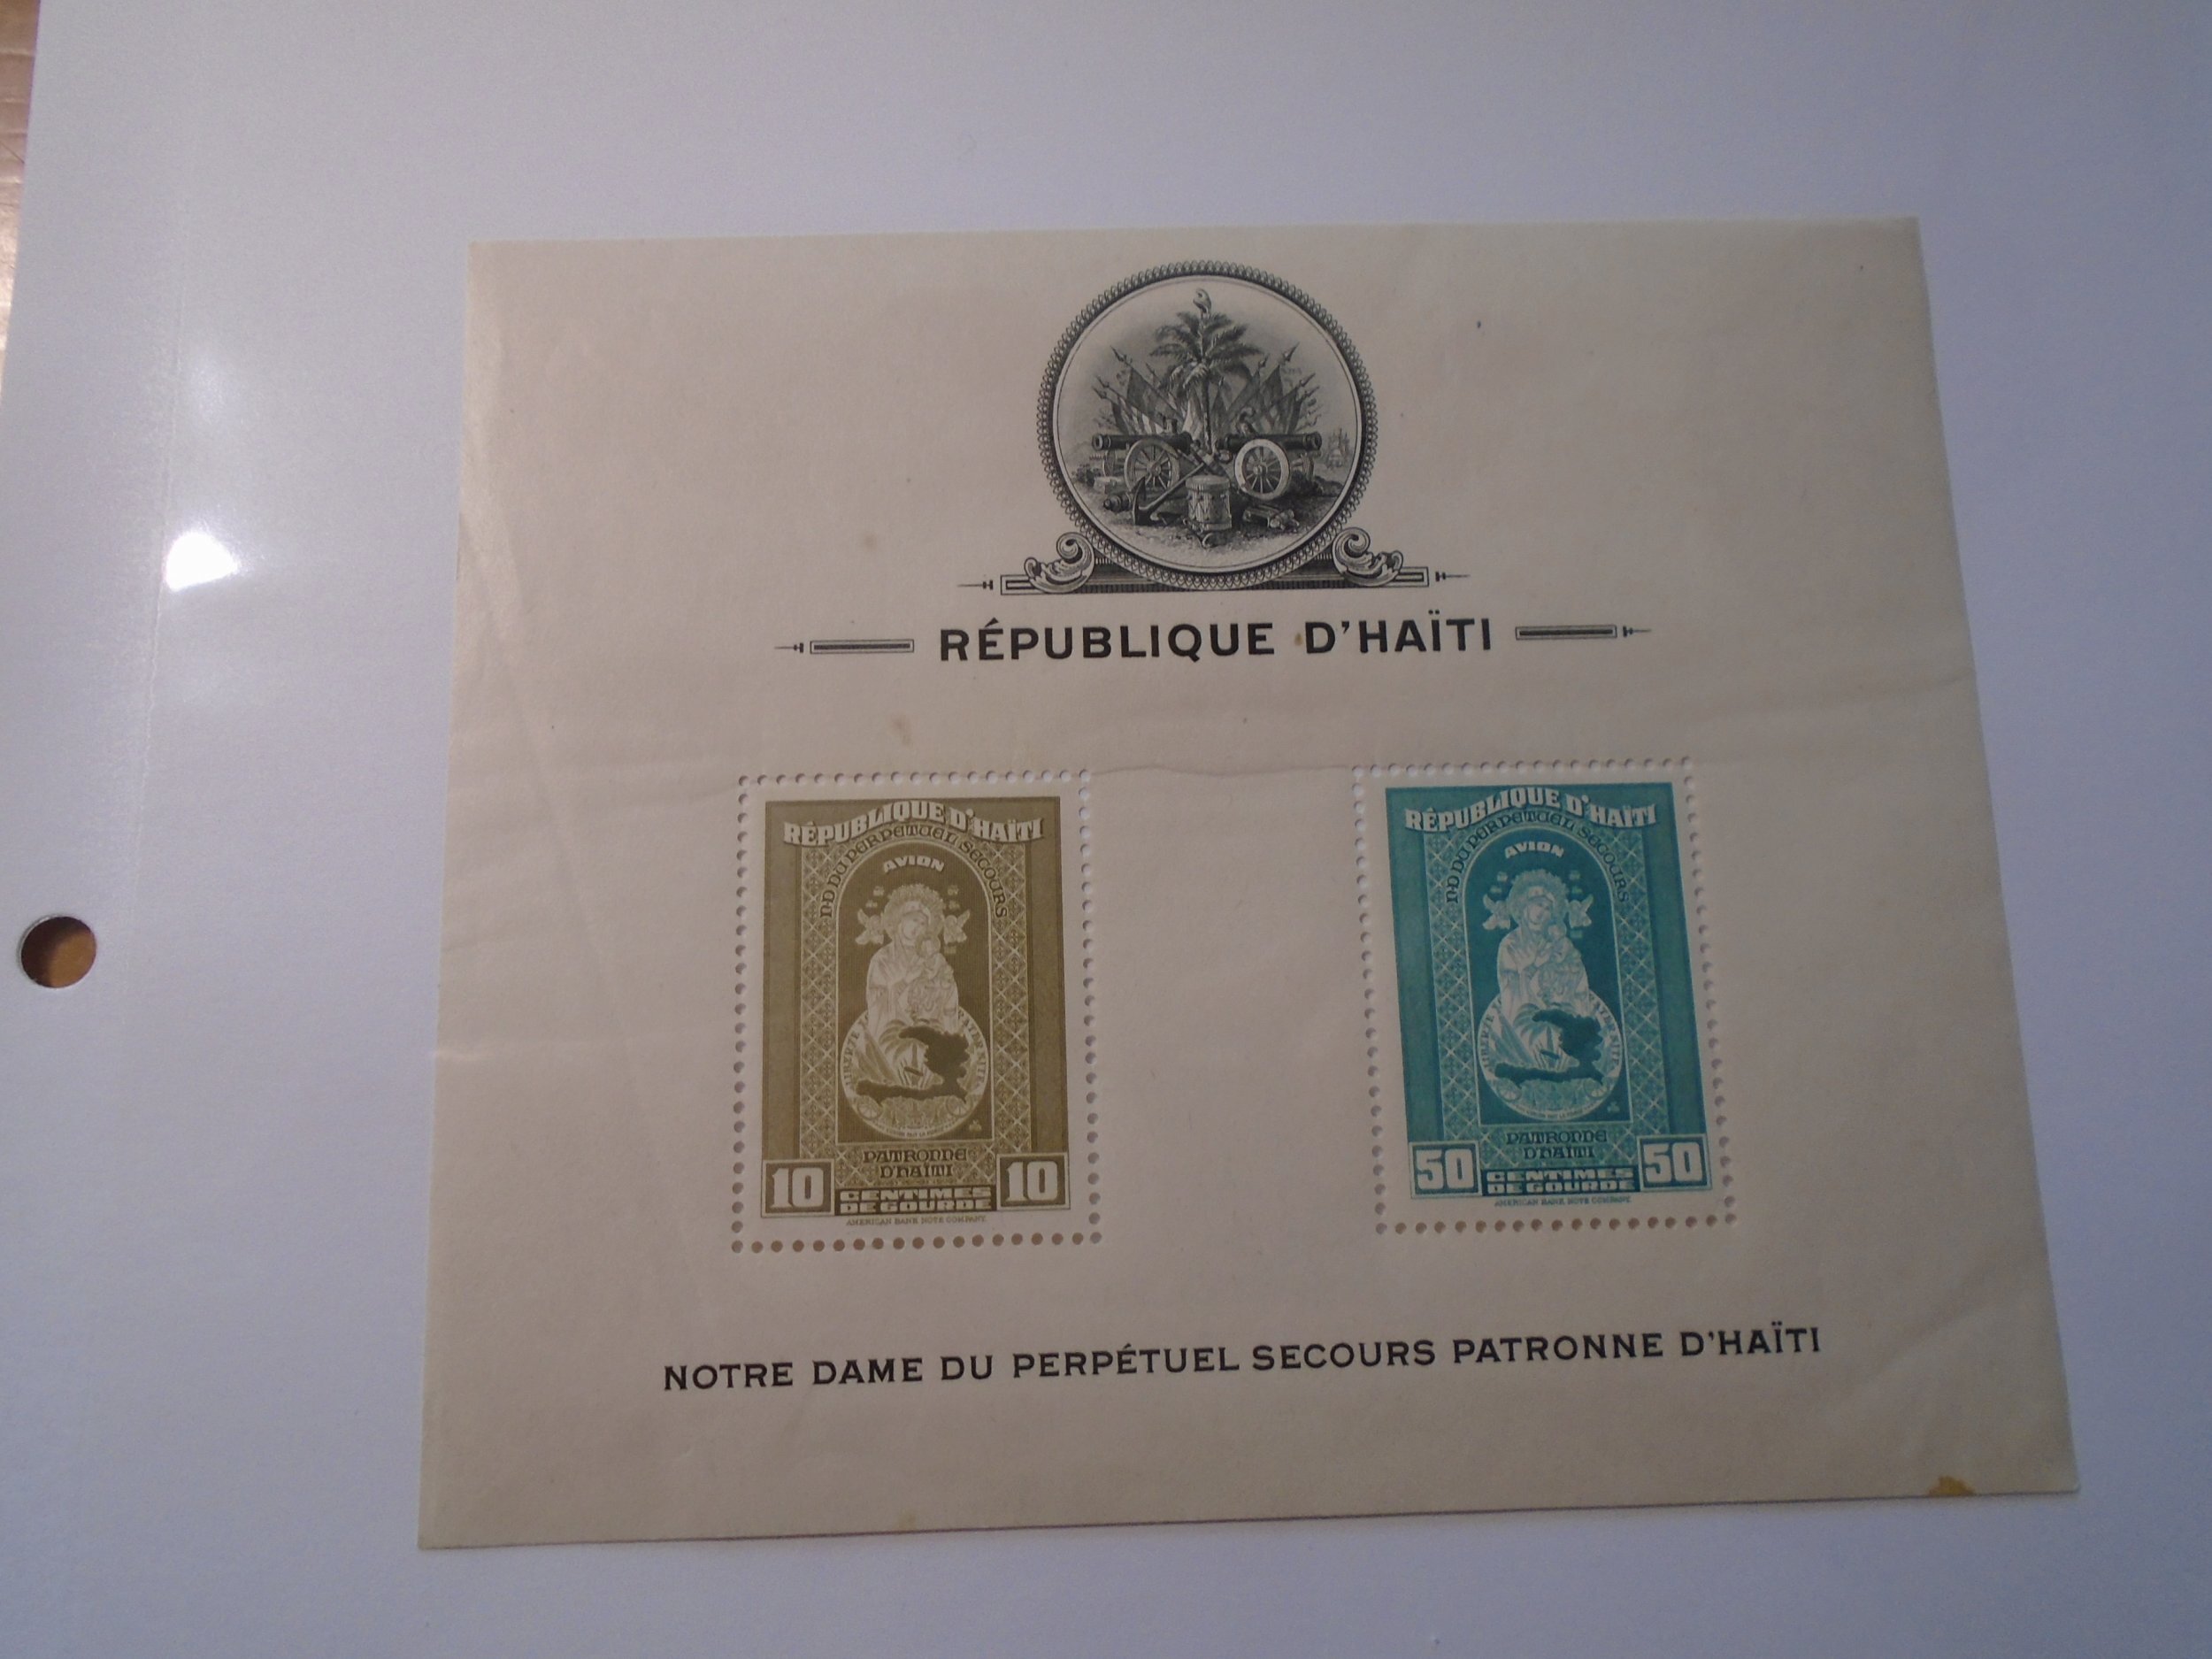 RÉPUBLIQUE D'HAÏTI
RÉPUBLIQUE D'HAÏTI
N·D DU PERPETUEL SECOURS
AVION
PATRONNE
D'HAITI
10 CENTIMES 10
DE GOURDE
AMERICAN BANK NOTE COMPANY.
RÉPUBLIQUE D'HAÏTI
N·D DU PERPETUEL SECOURS
AVION
PATRONNE
D'HAITI
50 CENTIMES 50
DE GOURDE
AMERICAN BANK NOTE COMPANY.
NOTRE DAME DU PERPÉTUEL SECOURS PATRONNE D'HAÏTI